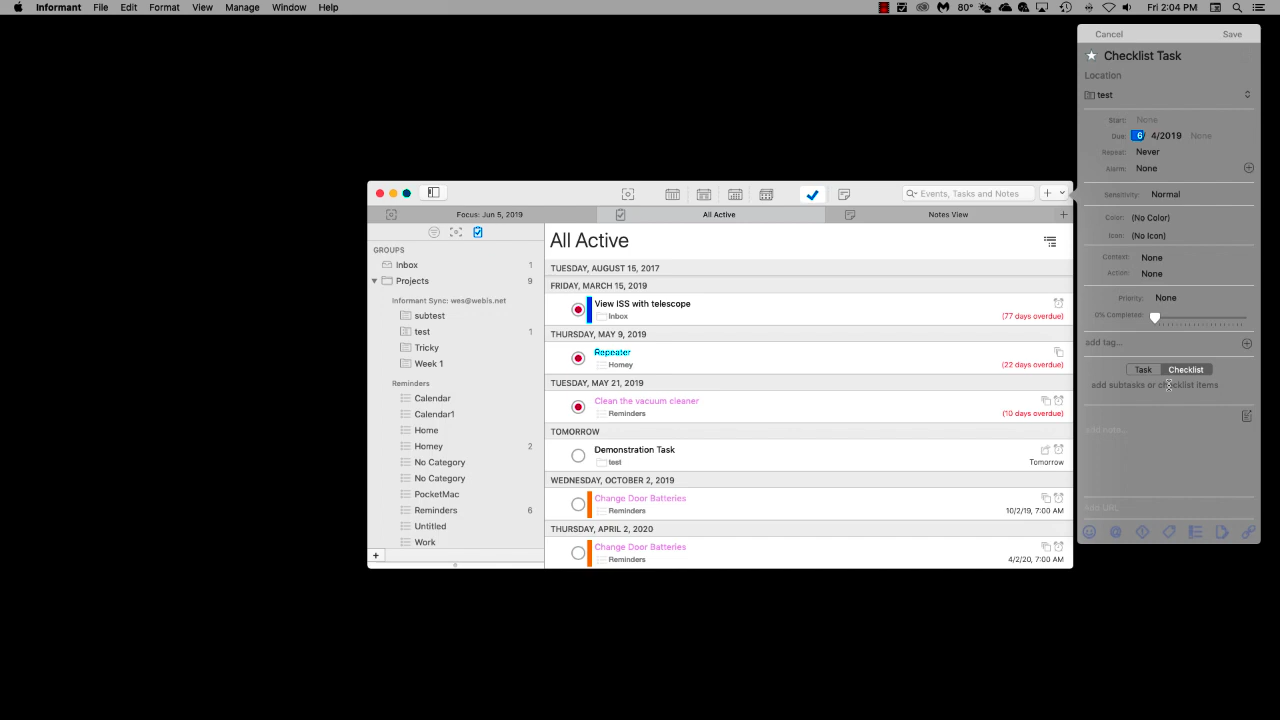 Informant File Edit Format View Manage Window Help 80° Fri 2:04 PM
Cancel Save
Checklist Task
Location
test
Start: None
Due: 6/ 4/2019 None
Repeat: Never
Alarm: None
Sensitivity: Normal
Color: (No Color)
Icon: (No Icon)
Context: None
Action: None
Priority: None
0% Completed:
add tag...
Task Checklist
add subtasks or checklist items
add note...
add URL
Events, Tasks and Notes
Focus: Jun 5, 2019 All Active Notes View
GROUPS
Inbox 1
Projects 9
Informant Sync: wes@webis.net
subtest
test 1
Tricky
Week 1
Reminders
Calendar
Calendar1
Home
Homey 2
No Category
No Category
PocketMac
Reminders 6
Untitled
Work
All Active
TUESDAY, AUGUST 15, 2017
FRIDAY, MARCH 15, 2019
View ISS with telescope
Inbox (77 days overdue)
THURSDAY, MAY 9, 2019
Repeater
Homey (22 days overdue)
TUESDAY, MAY 21, 2019
Clean the vacuum cleaner
Reminders (10 days overdue)
TOMORROW
Demonstration Task
test Tomorrow
WEDNESDAY, OCTOBER 2, 2019
Change Door Batteries
Reminders 10/2/19, 7:00 AM
THURSDAY, APRIL 2, 2020
Change Door Batteries
Reminders 4/2/20, 7:00 AM